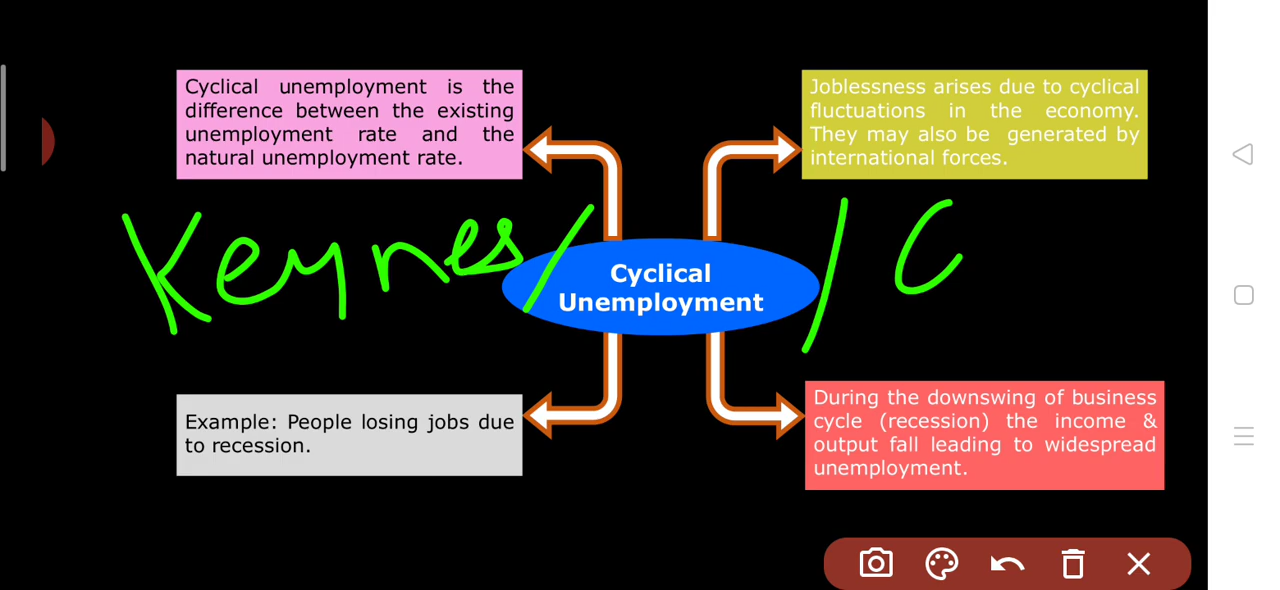 Cyclical unemployment is the
difference between the existing
unemployment rate and the
natural unemployment rate.
Joblessness arises due to cyclical
fluctuations in the economy.
They may also be generated by
international forces.
Keynes/
Cyclical
Unemployment
/ C
Example: People losing jobs due
to recession.
During the downswing of business
cycle (recession) the income &
output fall leading to widespread
unemployment.